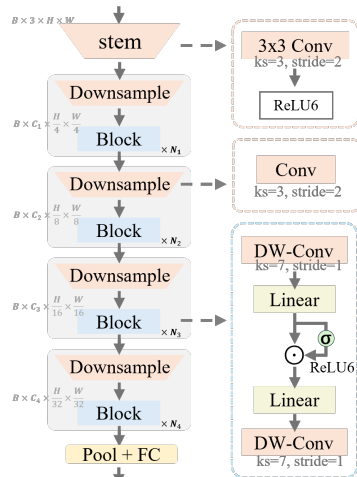 B × 3 × H × W
stem
Downsample
B × C₁ × H/4 × W/4
Block
× N₁
Downsample
B × C₂ × H/8 × W/8
Block
× N₂
Downsample
B × C₃ × H/16 × W/16
Block
× N₃
Downsample
B × C₄ × H/32 × W/32
Block
× N₄
Pool + FC
3x3 Conv
ks=3, stride=2
ReLU6
Conv
ks=3, stride=2
DW-Conv
ks=7, stride=1
Linear
σ
ReLU6
Linear
DW-Conv
ks=7, stride=1